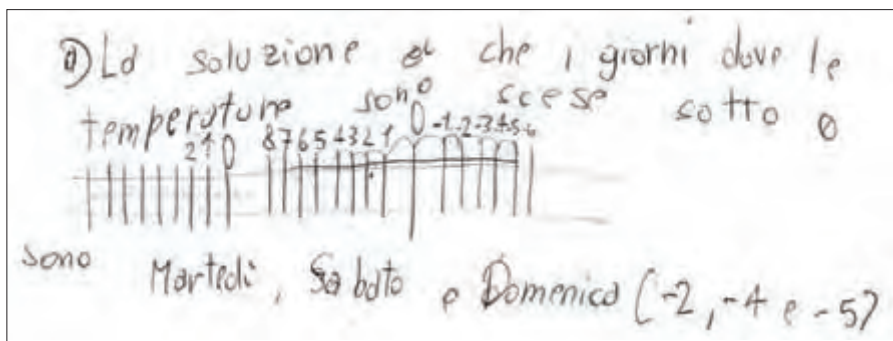 a) La soluzione è che i giorni dove le
temperature sono scese sotto 0
2 1 0 8 7 6 5 4 3 2 1 0 -1 -2 -3 -4 -5 -6
sono Martedì, Sabato e Domenica (-2, -4 e -5)